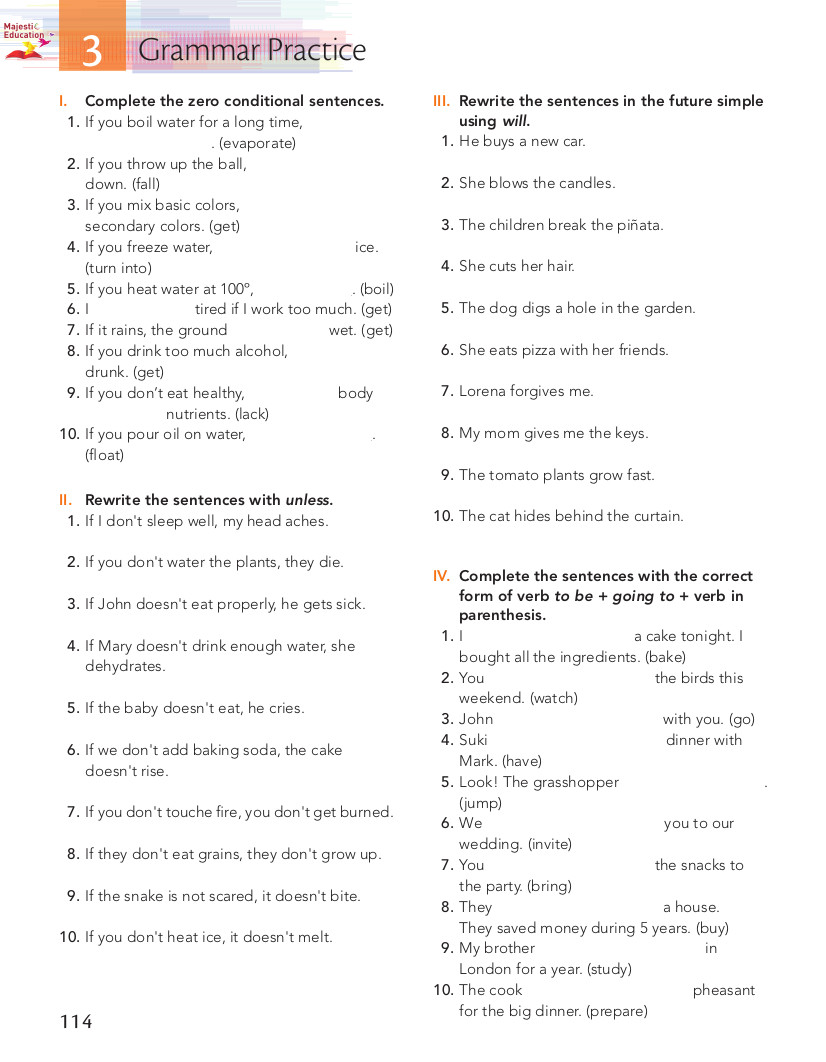 Majestic
Education
3 Grammar Practice
I. Complete the zero conditional sentences.
1. If you boil water for a long time,
. (evaporate)
2. If you throw up the ball,
down. (fall)
3. If you mix basic colors,
secondary colors. (get)
4. If you freeze water, ice.
(turn into)
5. If you heat water at 100º, . (boil)
6. I tired if I work too much. (get)
7. If it rains, the ground wet. (get)
8. If you drink too much alcohol,
drunk. (get)
9. If you don’t eat healthy, body
nutrients. (lack)
10. If you pour oil on water, .
(float)
II. Rewrite the sentences with unless.
1. If I don't sleep well, my head aches.
2. If you don't water the plants, they die.
3. If John doesn't eat properly, he gets sick.
4. If Mary doesn't drink enough water, she
dehydrates.
5. If the baby doesn't eat, he cries.
6. If we don't add baking soda, the cake
doesn't rise.
7. If you don't touche fire, you don't get burned.
8. If they don't eat grains, they don't grow up.
9. If the snake is not scared, it doesn't bite.
10. If you don't heat ice, it doesn't melt.
114
III. Rewrite the sentences in the future simple
using will.
1. He buys a new car.
2. She blows the candles.
3. The children break the piñata.
4. She cuts her hair.
5. The dog digs a hole in the garden.
6. She eats pizza with her friends.
7. Lorena forgives me.
8. My mom gives me the keys.
9. The tomato plants grow fast.
10. The cat hides behind the curtain.
IV. Complete the sentences with the correct
form of verb to be + going to + verb in
parenthesis.
1. I a cake tonight. I
bought all the ingredients. (bake)
2. You the birds this
weekend. (watch)
3. John with you. (go)
4. Suki dinner with
Mark. (have)
5. Look! The grasshopper .
(jump)
6. We you to our
wedding. (invite)
7. You the snacks to
the party. (bring)
8. They a house.
They saved money during 5 years. (buy)
9. My brother in
London for a year. (study)
10. The cook pheasant
for the big dinner. (prepare)